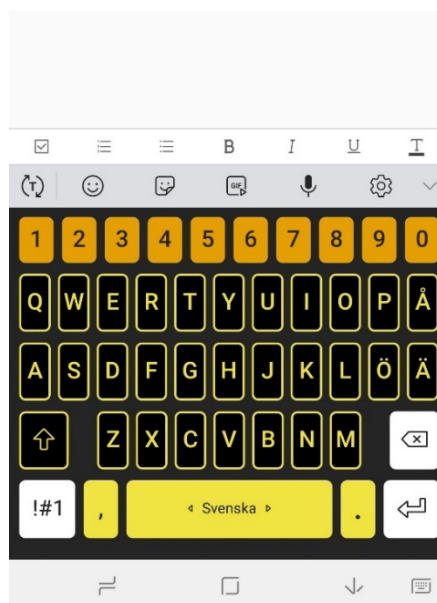 B I U T
T GIF
1 2 3 4 5 6 7 8 9 0
Q W E R T Y U I O P Å
A S D F G H J K L Ö Ä
Z X C V B N M
!#1 , Svenska .